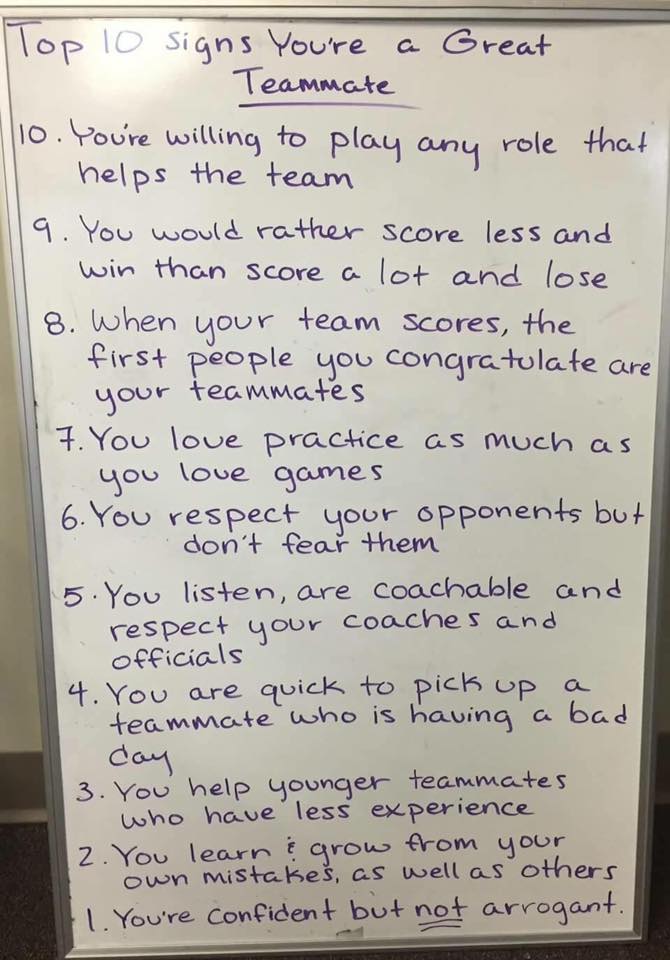 Top 10 Signs You're a Great
Teammate
10. You're willing to play any role that
helps the team
9. You would rather score less and
win than score a lot and lose
8. When your team scores, the
first people you congratulate are
your teammates
7. You love practice as much as
you love games
6. You respect your opponents but
don't fear them
5. You listen, are coachable and
respect your coaches and
officials
4. You are quick to pick up a
teammate who is having a bad
day
3. You help younger teammates
who have less experience
2. You learn & grow from your
own mistakes, as well as others
1. You're confident but not arrogant.